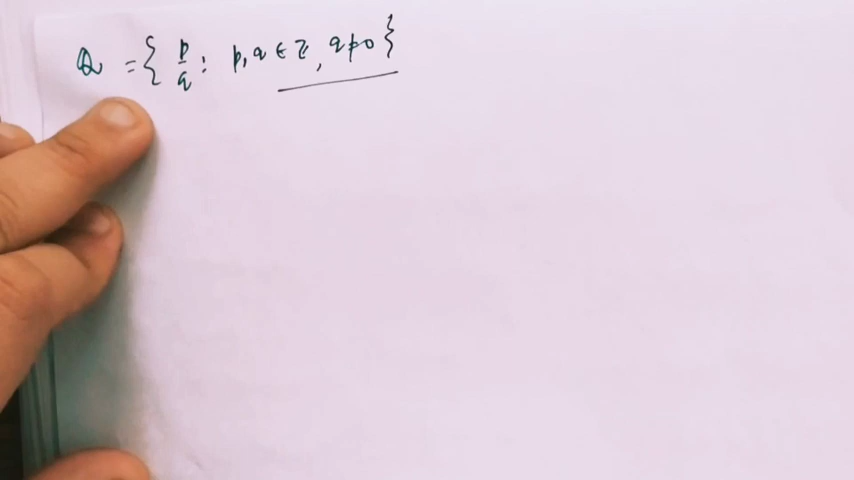 Q = { p/q : p, q ∈ Z, q ≠ 0 }